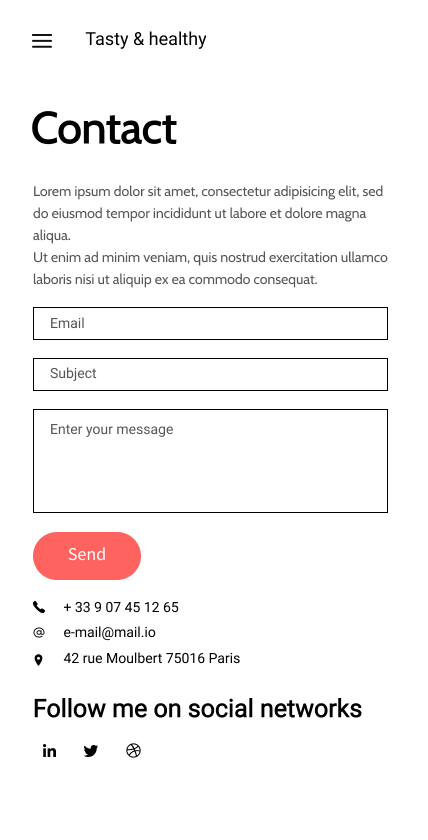 Tasty & healthy
Contact
Lorem ipsum dolor sit amet, consectetur adipisicing elit, sed
do eiusmod tempor incididunt ut labore et dolore magna
aliqua.
Ut enim ad minim veniam, quis nostrud exercitation ullamco
laboris nisi ut aliquip ex ea commodo consequat.
Email
Subject
Enter your message
Send
+ 33 9 07 45 12 65
e-mail@mail.io
42 rue Moulbert 75016 Paris
Follow me on social networks